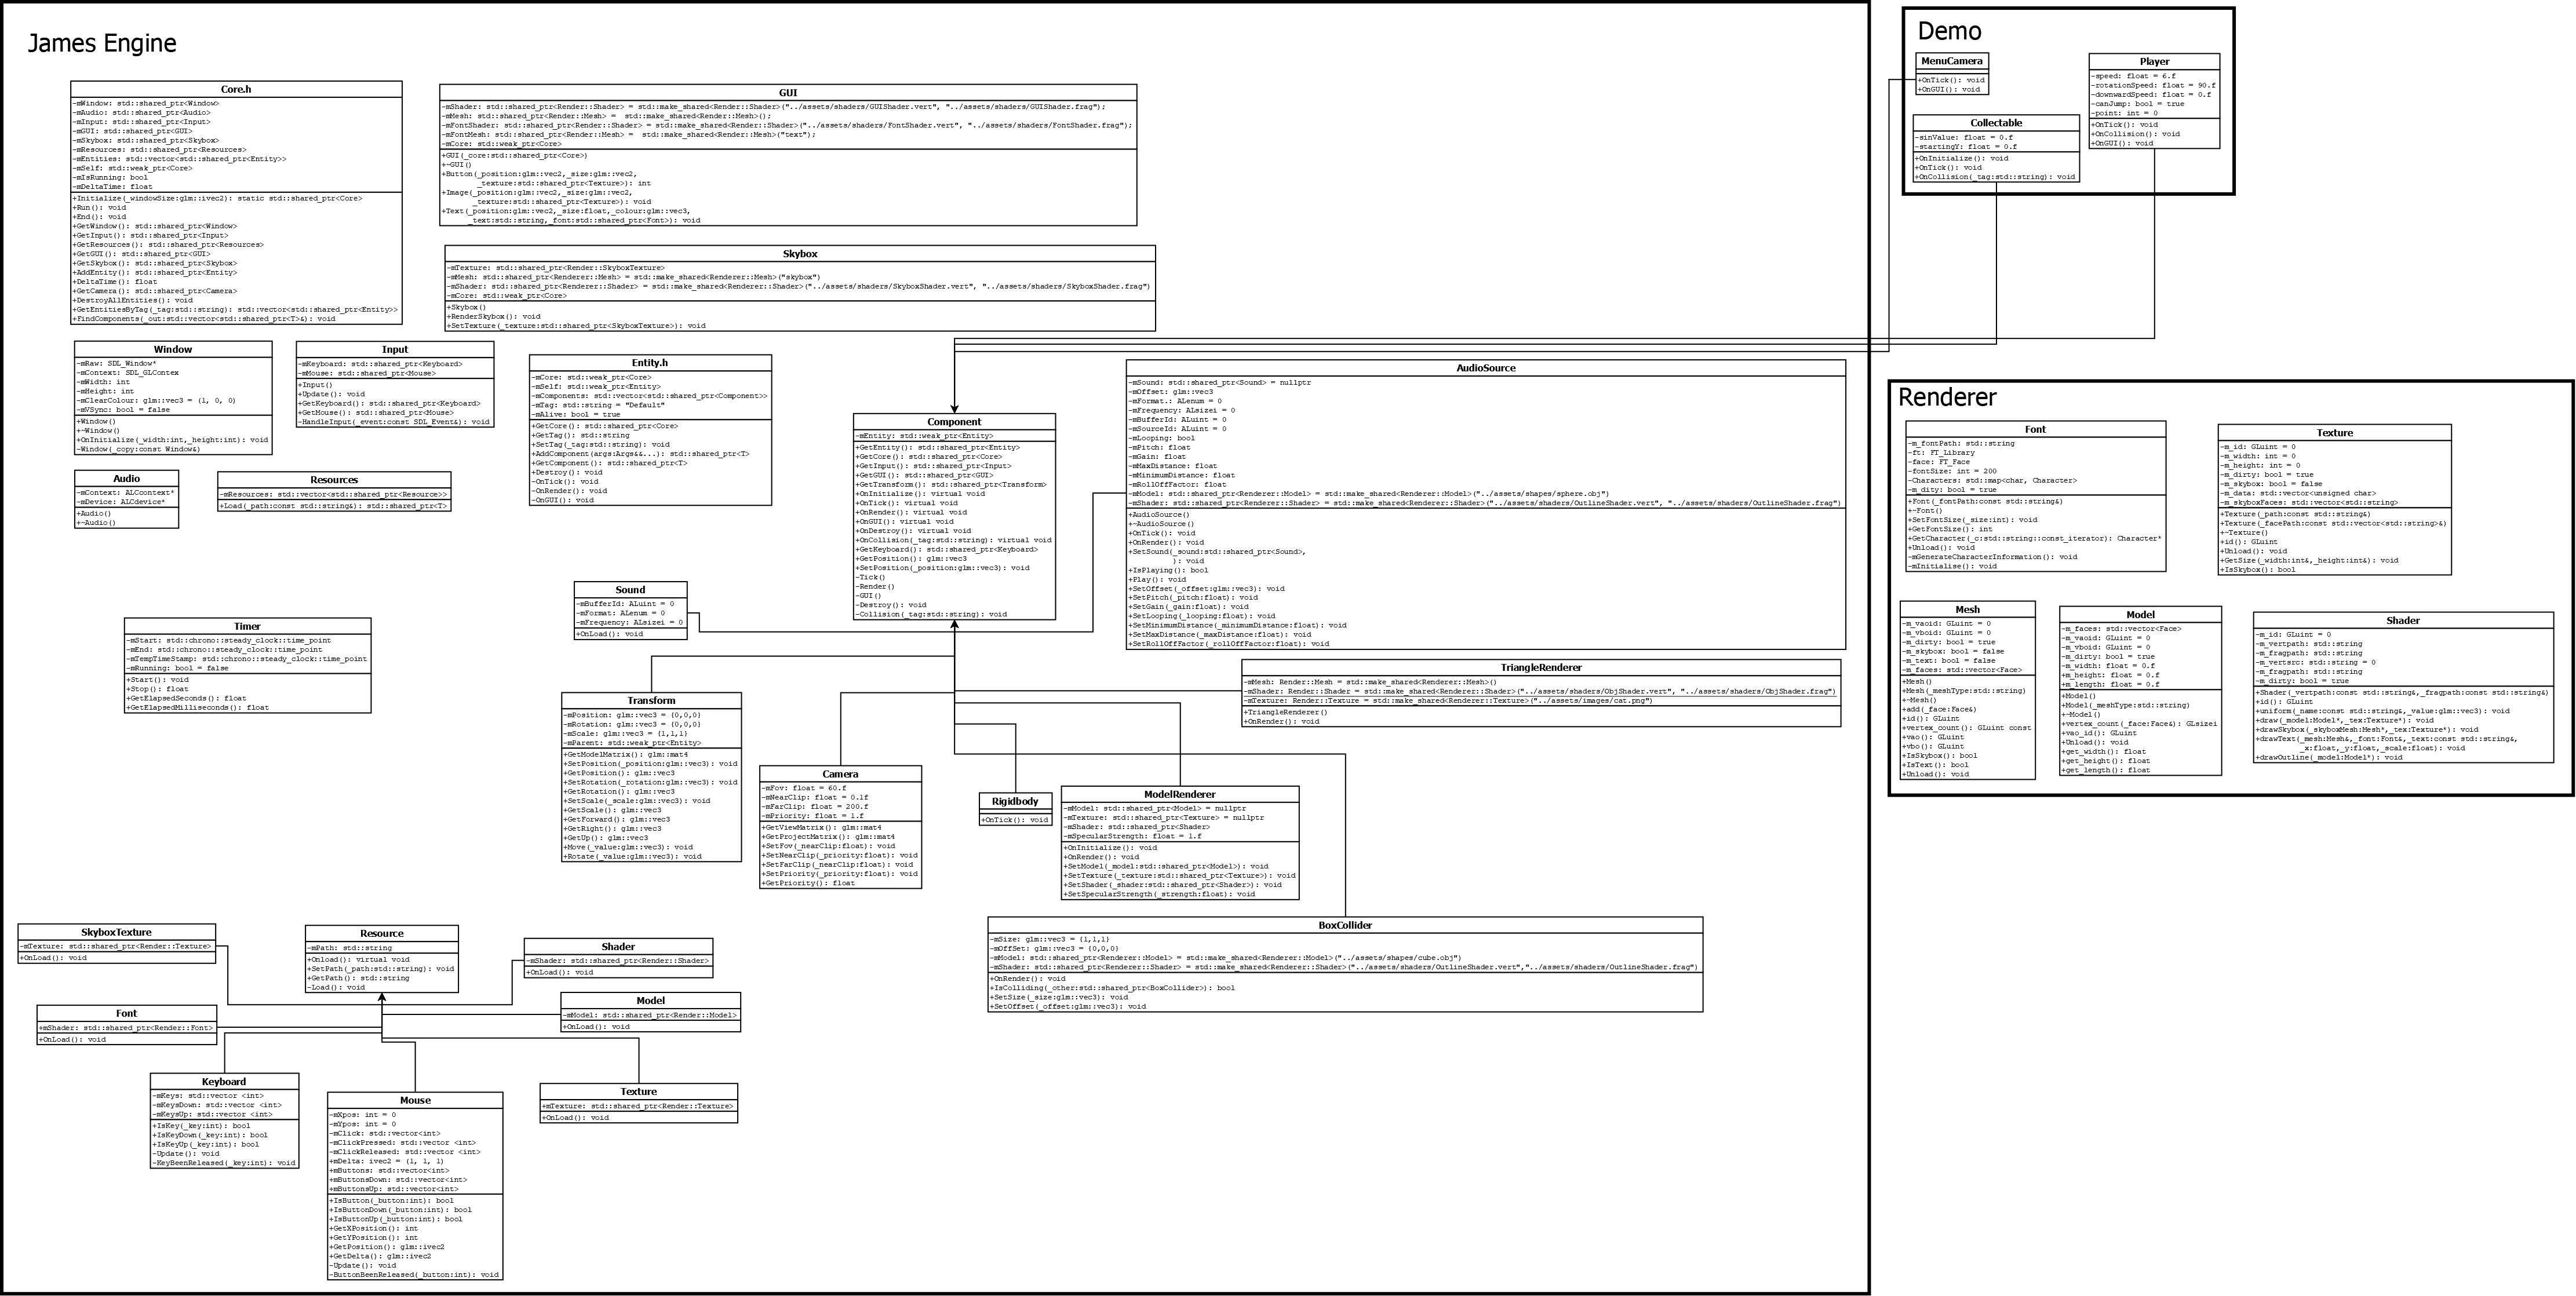 James Engine
Core.h
-mWindow: std::shared_ptr<Window>
-mAudio: std::shared_ptr<Audio>
-mInput: std::shared_ptr<Input>
-mGUI: std::shared_ptr<GUI>
-mSkybox: std::shared_ptr<Skybox>
-mResources: std::shared_ptr<Resources>
-mEntities: std::vector<std::shared_ptr<Entity>>
-mSelf: std::weak_ptr<Core>
-mIsRunning: bool
-mDeltaTime: float
+Initialize(_windowSize:glm::ivec2): static std::shared_ptr<Core>
+Run(): void
+End(): void
+GetWindow(): std::shared_ptr<Window>
+GetInput(): std::shared_ptr<Input>
+GetResources(): std::shared_ptr<Resources>
+GetGUI(): std::shared_ptr<GUI>
+GetSkybox(): std::shared_ptr<Skybox>
+AddEntity(): std::shared_ptr<Entity>
+DeltaTime(): float
+GetCamera(): std::shared_ptr<Camera>
+DestroyAllEntities(): void
+GetEntitiesByTag(_tag:std::string): std::vector<std::shared_ptr<Entity>>
+FindComponents(_out:std::vector<std::shared_ptr<T>&): void
GUI
-mShader: std::shared_ptr<Render::Shader> = std::make_shared<Render::Shader>("../assets/shaders/GUIShader.vert", "../assets/shaders/GUIShader.frag");
-mMesh: std::shared_ptr<Render::Mesh> =  std::make_shared<Render::Mesh>();
-mFontShader: std::shared_ptr<Render::Shader> = std::make_shared<Render::Shader>("../assets/shaders/FontShader.vert", "../assets/shaders/FontShader.frag");
-mFontMesh: std::shared_ptr<Render::Mesh> =  std::make_shared<Render::Mesh>("text");
-mCore: std::weak_ptr<Core>
+GUI(_core:std::shared_ptr<Core>)
+~GUI()
+Button(_position:glm::vec2,_size:glm::vec2,
_texture:std::shared_ptr<Texture>): int
+Image(_position:glm::vec2,_size:glm::vec2,
_texture:std::shared_ptr<Texture>): void
+Text(_position:glm::vec2,_size:float,_colour:glm::vec3,
_text:std::string,_font:std::shared_ptr<Font>): void
Skybox
-mTexture: std::shared_ptr<Render::SkyboxTexture>
-mMesh: std::shared_ptr<Renderer::Mesh> = std::make_shared<Renderer::Mesh>("skybox")
-mShader: std::shared_ptr<Renderer::Shader> = std::make_shared<Renderer::Shader>("../assets/shaders/SkyboxShader.vert", "../assets/shaders/SkyboxShader.frag")
-mCore: std::weak_ptr<Core>
+Skybox()
+RenderSkybox(): void
+SetTexture(_texture:std::shared_ptr<SkyboxTexture>): void
Window
-mRaw: SDL_Window*
-mContext: SDL_GLContex
-mWidth: int
-mHeight: int
-mClearColour: glm::vec3 = (1, 0, 0)
-mVSync: bool = false
+Window()
+~Window()
+OnInitialize(_width:int,_height:int): void
-Window(_copy:const Window&)
Input
-mKeyboard: std::shared_ptr<Keyboard>
-mMouse: std::shared_ptr<Mouse>
+Input()
+Update(): void
+GetKeyboard(): std::shared_ptr<Keyboard>
+GetMouse(): std::shared_ptr<Mouse>
-HandleInput(_event:const SDL_Event&): void
Entity.h
-mCore: std::weak_ptr<Core>
-mSelf: std::weak_ptr<Entity>
-mComponents: std::vector<std::shared_ptr<Component>>
-mTag: std::string = "Default"
-mAlive: bool = true
+GetCore(): std::shared_ptr<Core>
+GetTag(): std::string
+SetTag(_tag:std::string): void
+AddComponent(args:Args&&...): std::shared_ptr<T>
+GetComponent(): std::shared_ptr<T>
+Destroy(): void
-OnTick(): void
-OnRender(): void
-OnGUI(): void
Audio
-mContext: ALCcontext*
-mDevice: ALCdevice*
+Audio()
+~Audio()
Resources
-mResources: std::vector<std::shared_ptr<Resource>>
+Load(_path:const std::string&): std::shared_ptr<T>
Component
-mEntity: std::weak_ptr<Entity>
+GetEntity(): std::shared_ptr<Entity>
+GetCore(): std::shared_ptr<Core>
+GetInput(): std::shared_ptr<Input>
+GetGUI(): std::shared_ptr<GUI>
+GetTransform(): std::shared_ptr<Transform>
+OnInitialize(): virtual void
+OnTick(): virtual void
+OnRender(): virtual void
+OnGUI(): virtual void
+OnDestroy(): virtual void
+OnCollision(_tag:std::string): virtual void
+GetKeyboard(): std::shared_ptr<Keyboard>
+GetPosition(): glm::vec3
+SetPosition(_position:glm::vec3): void
-Tick()
-Render()
-GUI()
-Destroy(): void
-Collision(_tag:std::string): void
AudioSource
-mSound: std::shared_ptr<Sound> = nullptr
-mOffset: glm::vec3
-mFormat.: ALenum = 0
-mFrequency: ALsizei = 0
-mBufferId: ALuint = 0
-mSourceId: ALuint = 0
-mLooping: bool
-mPitch: float
-mGain: float
-mMaxDistance: float
-mMinimumDistance: float
-mRollOffFactor: float
-mModel: std::shared_ptr<Renderer::Model> = std::make_shared<Renderer::Model>("../assets/shapes/sphere.obj")
-mShader: std::shared_ptr<Renderer::Shader> = std::make_shared<Renderer::Shader>("../assets/shaders/OutlineShader.vert", "../assets/shaders/OutlineShader.frag")
+AudioSource()
+~AudioSource()
+OnTick(): void
+OnRender(): void
+SetSound(_sound:std::shared_ptr<Sound>,
): void
+IsPlaying(): bool
+Play(): void
+SetOffset(_offset:glm::vec3): void
+SetPitch(_pitch:float): void
+SetGain(_gain:float): void
+SetLooping(_looping:float): void
+SetMinimumDistance(_minimumDistance:float): void
+SetMaxDistance(_maxDistance:float): void
+SetRollOffFactor(_rollOffFactor:float): void
Sound
-mBufferId: ALuint = 0
-mFormat: ALenum = 0
-mFrequency: ALsizei = 0
+OnLoad(): void
Timer
-mStart: std::chrono::steady_clock::time_point
-mEnd: std::chrono::steady_clock::time_point
-mTempTimeStamp: std::chrono::steady_clock::time_point
-mRunning: bool = false
+Start(): void
+Stop(): float
+GetElapsedSeconds(): float
+GetElapsedMilliseconds(): float
TriangleRenderer
-mMesh: Render::Mesh = std::make_shared<Renderer::Mesh>()
-mShader: Render::Shader = std::make_shared<Renderer::Shader>("../assets/shaders/ObjShader.vert", "../assets/shaders/ObjShader.frag")
-mTexture: Render::Texture = std::make_shared<Renderer::Texture>("../assets/images/cat.png")
+TriangleRenderer()
+OnRender(): void
Transform
-mPosition: glm::vec3 = {0,0,0}
-mRotation: glm::vec3 = {0,0,0}
-mScale: glm::vec3 = {1,1,1}
-mParent: std::weak_ptr<Entity>
+GetModelMatrix(): glm::mat4
+SetPosition(_position:glm::vec3): void
+GetPosition(): glm::vec3
+SetRotation(_rotation:glm::vec3): void
+GetRotation(): glm::vec3
+SetScale(_scale:glm::vec3): void
+GetScale(): glm::vec3
+GetForward(): glm::vec3
+GetRight(): glm::vec3
+GetUp(): glm::vec3
+Move(_value:glm::vec3): void
+Rotate(_value:glm::vec3): void
Camera
-mFov: float = 60.f
-mNearClip: float = 0.1f
-mFarClip: float = 200.f
-mPriority: float = 1.f
+GetViewMatrix(): glm::mat4
+GetProjectMatrix(): glm::mat4
+SetFov(_nearClip:float): void
+SetNearClip(_priority:float): void
+SetFarClip(_nearClip:float): void
+SetPriority(_priority:float): void
+GetPriority(): float
Rigidbody
+OnTick(): void
ModelRenderer
-mModel: std::shared_ptr<Model> = nullptr
-mTexture: std::shared_ptr<Texture> = nullptr
-mShader: std::shared_ptr<Shader>
-mSpecularStrength: float = 1.f
+OnInitialize(): void
+OnRender(): void
+SetModel(_model:std::shared_ptr<Model>): void
+SetTexture(_texture:std::shared_ptr<Texture>): void
+SetShader(_shader:std::shared_ptr<Shader>): void
+SetSpecularStrength(_strength:float): void
BoxCollider
-mSize: glm::vec3 = {1,1,1}
-mOffSet: glm::vec3 = {0,0,0}
-mModel: std::shared_ptr<Renderer::Model> = std::make_shared<Renderer::Model>("../assets/shapes/cube.obj")
-mShader: std::shared_ptr<Renderer::Shader> = std::make_shared<Renderer::Shader>("../assets/shaders/OutlineShader.vert","../assets/shaders/OutlineShader.frag")
+OnRender(): void
+IsColliding(_other:std::shared_ptr<BoxCollider>): bool
+SetSize(_size:glm::vec3): void
+SetOffset(_offset:glm::vec3): void
SkyboxTexture
-mTexture: std::shared_ptr<Render::Texture>
+OnLoad(): void
Resource
-mPath: std::string
+Onload(): virtual void
+SetPath(_path:std::string): void
+GetPath(): std::string
-Load(): void
Shader
-mShader: std::shared_ptr<Render::Shader>
+OnLoad(): void
Font
+mShader: std::shared_ptr<Render::Font>
+OnLoad(): void
Model
-mModel: std::shared_ptr<Render::Model>
+OnLoad(): void
Keyboard
-mKeys: std::vector <int>
-mKeysDown: std::vector <int>
-mKeysUp: std::vector <int>
+IsKey(_key:int): bool
+IsKeyDown(_key:int): bool
+IsKeyUp(_key:int): bool
-Update(): void
-KeyBeenReleased(_key:int): void
Mouse
-mXpos: int = 0
-mYpos: int = 0
-mClick: std::vector<int>
-mClickPressed: std::vector <int>
-mClickReleased: std::vector <int>
+mDelta: ivec2 = (1, 1, 1)
+mButtons: std::vector<int>
+mButtonsDown: std::vector<int>
+mButtonsUp: std::vector<int>
+IsButton(_button:int): bool
+IsButtonDown(_button:int): bool
+IsButtonUp(_button:int): bool
+GetXPosition(): int
+GetYPosition(): int
+GetPosition(): glm::ivec2
+GetDelta(): glm::ivec2
-Update(): void
-ButtonBeenReleased(_button:int): void
Texture
+mTexture: std::shared_ptr<Render::Texture>
+OnLoad(): void
Demo
MenuCamera
+OnTick(): void
+OnGUI(): void
Player
-speed: float = 6.f
-rotationSpeed: float = 90.f
-downwardSpeed: float = 0.f
-canJump: bool = true
-point: int = 0
+OnTick(): void
+OnCollision(): void
+OnGUI(): void
Collectable
-sinValue: float = 0.f
-startingY: float = 0.f
+OnInitialize(): void
+OnTick(): void
+OnCollision(_tag:std::string): void
Renderer
Font
-m_fontPath: std::string
-ft: FT_Library
-face: FT_Face
-fontSize: int = 200
-Characters: std::map<char, Character>
-m_dity: bool = true
+Font(_fontPath:const std::string&)
+~Font()
+SetFontSize(_size:int): void
+GetFontSize(): int
+GetCharacter(_c:std::string::const_iterator): Character*
+Unload(): void
-mGenerateCharacterInformation(): void
-mInitialise(): void
Texture
-m_id: GLuint = 0
-m_width: int = 0
-m_height: int = 0
-m_dirty: bool = true
-m_skybox: bool = false
-m_data: std::vector<unsigned char>
-m_skyboxFaces: std::vector<std::string>
+Texture(_path:const std::string&)
+Texture(_facePath:const std::vector<std::string>&)
+~Texture()
+id(): GLuint
+Unload(): void
+GetSize(_width:int&,_height:int&): void
+IsSkybox(): bool
Mesh
-m_vaoid: GLuint = 0
-m_vboid: GLuint = 0
-m_dirty: bool = true
-m_skybox: bool = false
-m_text: bool = false
-m_faces: std::vector<Face>
+Mesh()
+Mesh(_meshType:std::string)
+~Mesh()
+add(_face:Face&)
+id(): GLuint
+vertex_count(): GLuint const
+vao(): GLuint
+vbo(): GLuint
+IsSkybox(): bool
+IsText(): bool
+Unload(): void
Model
-m_faces: std::vector<Face>
-m_vaoid: GLuint = 0
-m_vboid: GLuint = 0
-m_dirty: bool = true
-m_width: float = 0.f
-m_height: float = 0.f
-m_length: float = 0.f
+Model()
+Model(_meshType:std::string)
+~Model()
+vertex_count(_face:Face&): GLsizei
+vao_id(): GLuint
+Unload(): void
+get_width(): float
+get_height(): float
+get_length(): float
Shader
-m_id: GLuint = 0
-m_vertpath: std::string
-m_fragpath: std::string
-m_vertsrc: std::string = 0
-m_fragpath: std::string
-m_dirty: bool = true
+Shader(_vertpath:const std::string&,_fragpath:const std::string&)
+id(): GLuint
+uniform(_name:const std::string&,_value:glm::vec3): void
+draw(_model:Model*,_tex:Texture*): void
+drawSkybox(_skyboxMesh:Mesh*,_tex:Texture*): void
+drawText(_mesh:Mesh&,_font:Font&,_text:const std::string&,
_x:float,_y:float,_scale:float): void
+drawOutline(_model:Model*): void